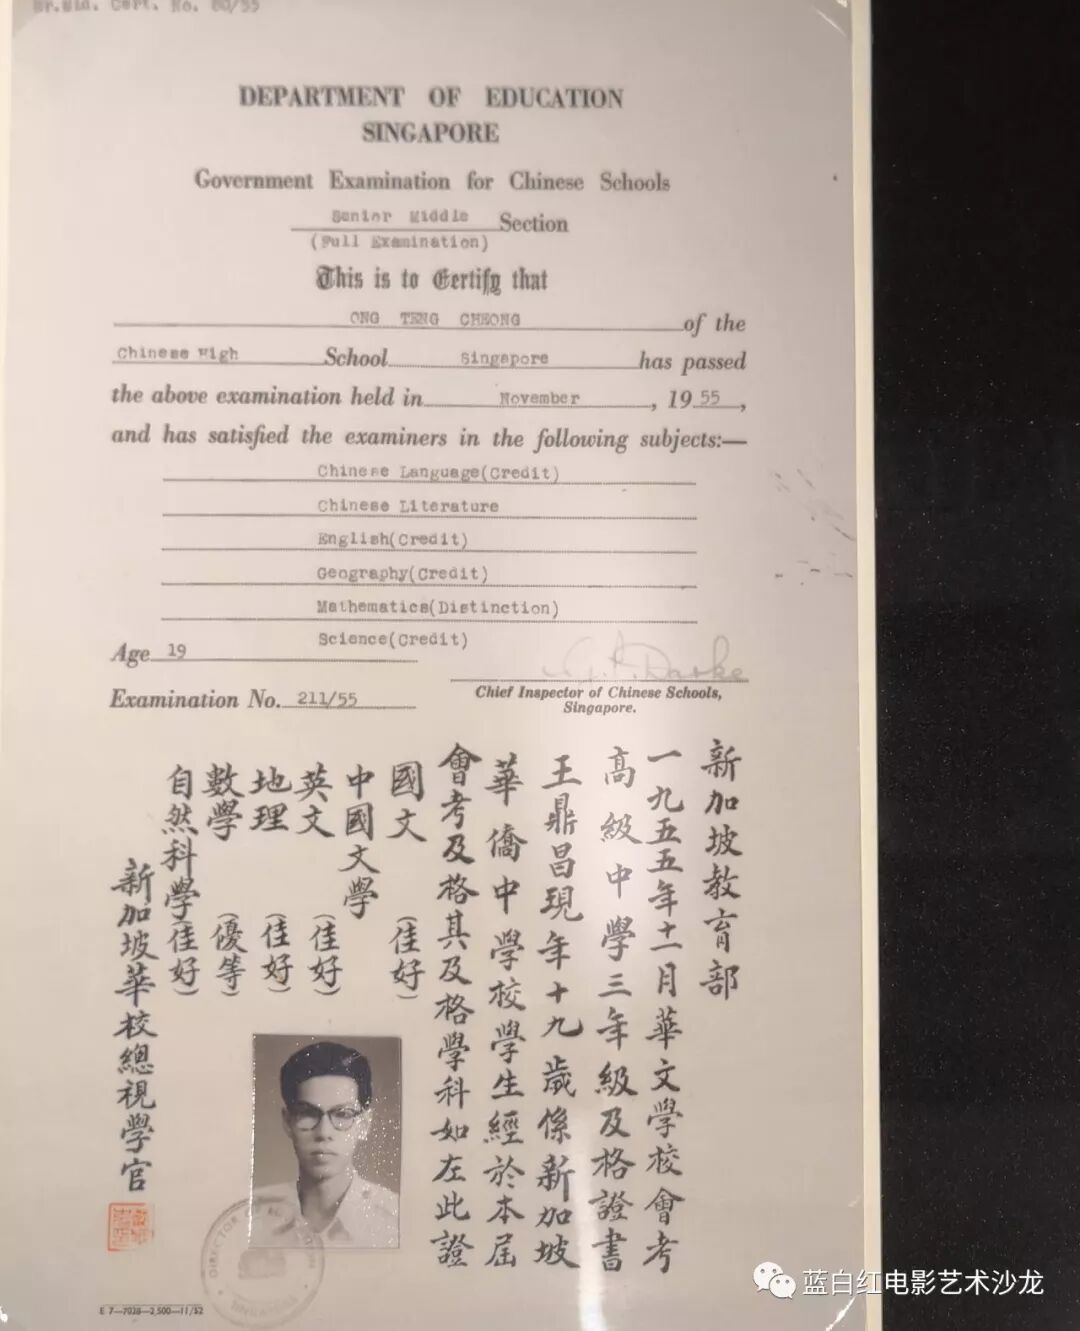 Sr.Mid. Cert. No. 80/55
DEPARTMENT OF EDUCATION
SINGAPORE
Government Examination for Chinese Schools
Senior Middle Section
(Full Examination)
This is to Certify that
ONG TENG CHEONG of the
Chinese High School Singapore has passed
the above examination held in November, 1955,
and has satisfied the examiners in the following subjects:—
Chinese Language(Credit)
Chinese Literature
English(Credit)
Geography(Credit)
Mathematics(Distinction)
Science(Credit)
Age 19
Chief Inspector of Chinese Schools,
Singapore.
Examination No. 211/55
新加坡教育部
一九五五年十一月華文學校會考
高級中學三年級及格證書
王鼎昌現年十九歲係新加坡
華僑中學校學生經於本屆
會考及格其及格學科如左此證
國文(佳好)
中國文學
英文(佳好)
地理(佳好)
數學(優等)
自然科學(佳好)
新加坡華校總視學官
DIRECTOR
SINGAPORE
E 7—7028—2,500—11/52
蓝白红电影艺术沙龙